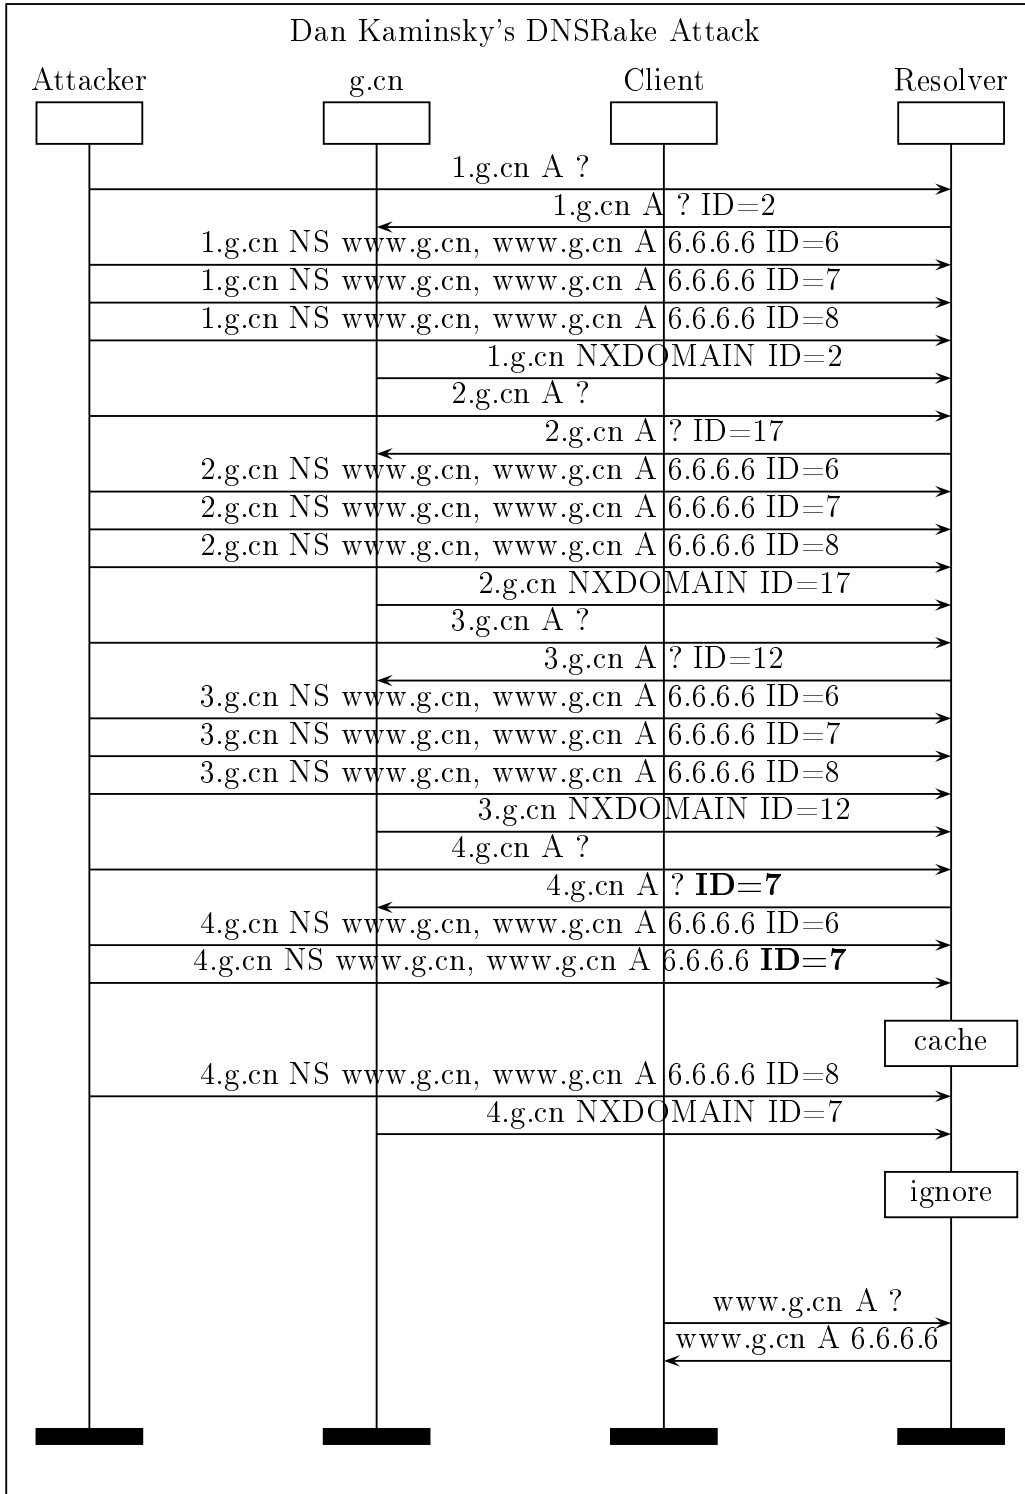 Dan Kaminsky's DNSRake Attack
Attacker g.cn Client Resolver
1.g.cn A ?
1.g.cn A ? ID=2
1.g.cn NS www.g.cn, www.g.cn A 6.6.6.6 ID=6
1.g.cn NS www.g.cn, www.g.cn A 6.6.6.6 ID=7
1.g.cn NS www.g.cn, www.g.cn A 6.6.6.6 ID=8
1.g.cn NXDOMAIN ID=2
2.g.cn A ?
2.g.cn A ? ID=17
2.g.cn NS www.g.cn, www.g.cn A 6.6.6.6 ID=6
2.g.cn NS www.g.cn, www.g.cn A 6.6.6.6 ID=7
2.g.cn NS www.g.cn, www.g.cn A 6.6.6.6 ID=8
2.g.cn NXDOMAIN ID=17
3.g.cn A ?
3.g.cn A ? ID=12
3.g.cn NS www.g.cn, www.g.cn A 6.6.6.6 ID=6
3.g.cn NS www.g.cn, www.g.cn A 6.6.6.6 ID=7
3.g.cn NS www.g.cn, www.g.cn A 6.6.6.6 ID=8
3.g.cn NXDOMAIN ID=12
4.g.cn A ?
4.g.cn A ? ID=7
4.g.cn NS www.g.cn, www.g.cn A 6.6.6.6 ID=6
4.g.cn NS www.g.cn, www.g.cn A 6.6.6.6 ID=7
cache
4.g.cn NS www.g.cn, www.g.cn A 6.6.6.6 ID=8
4.g.cn NXDOMAIN ID=7
ignore
www.g.cn A ?
www.g.cn A 6.6.6.6